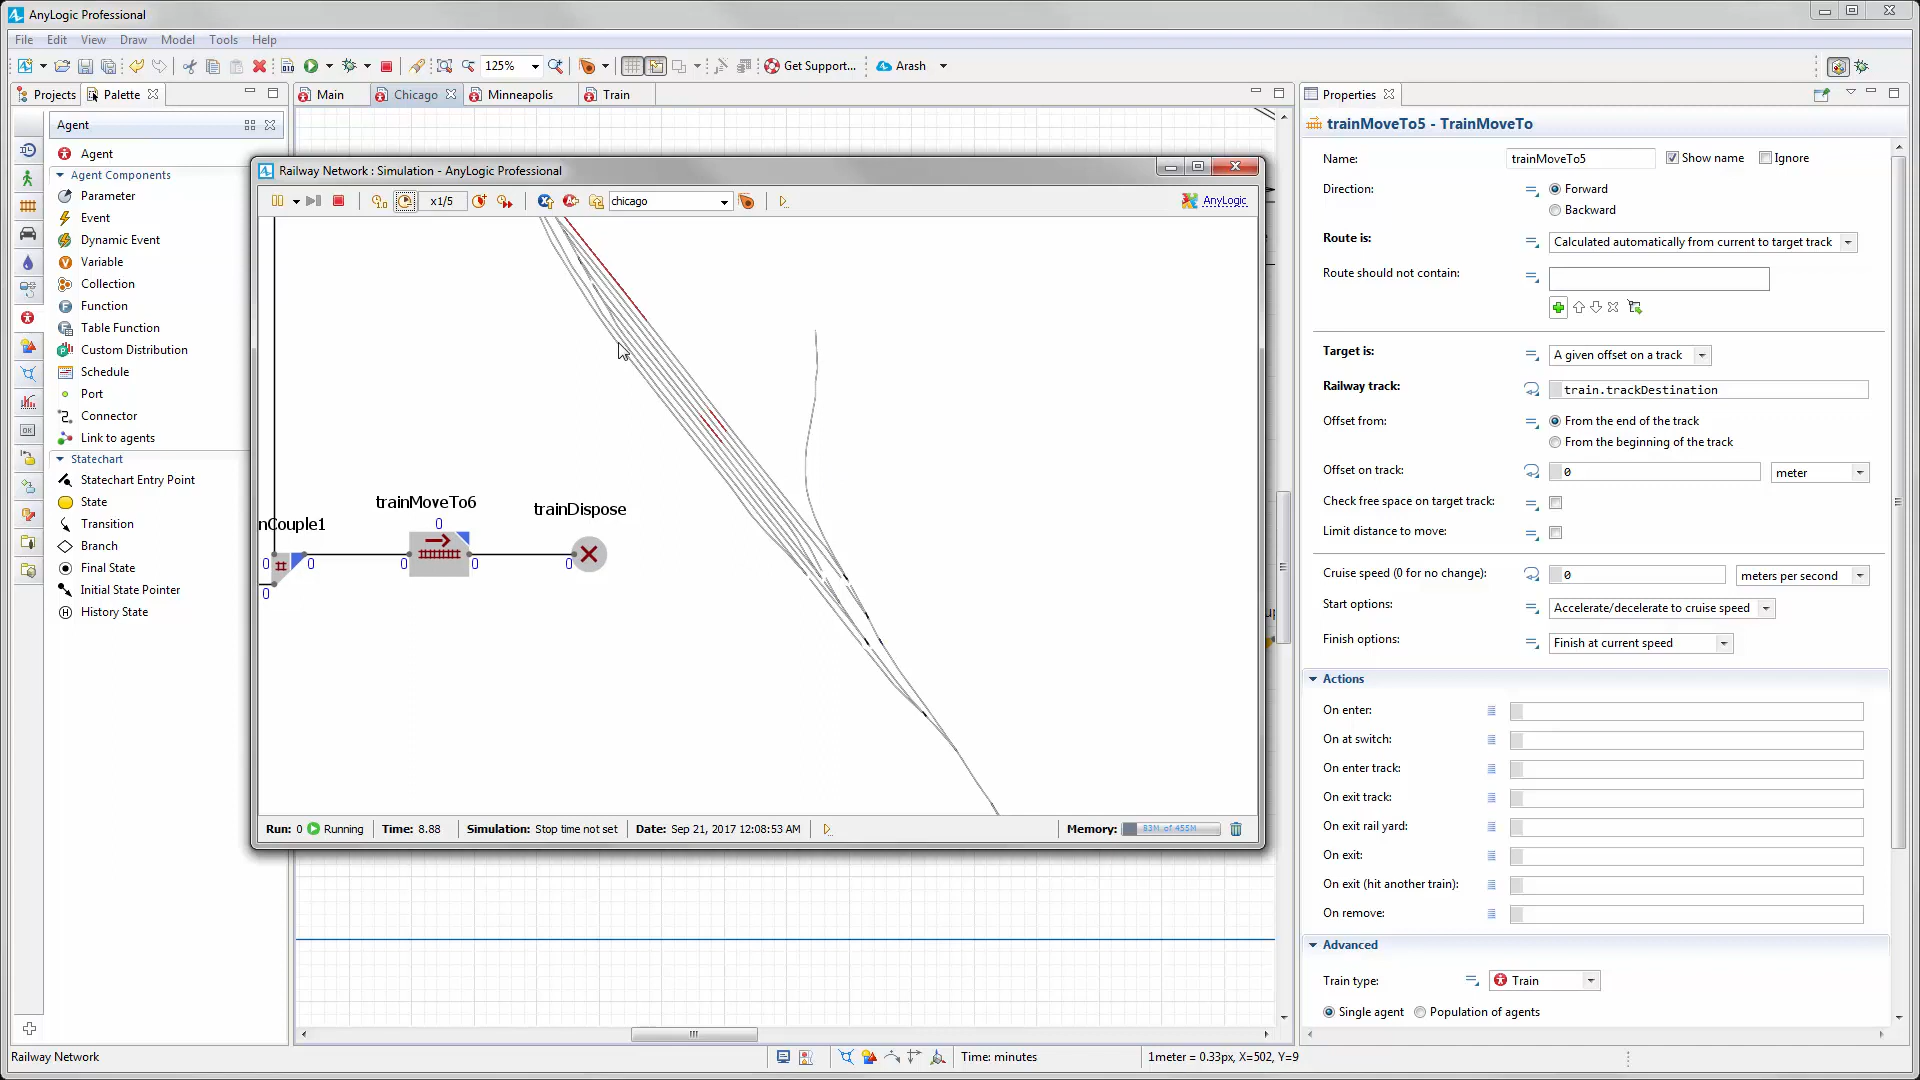 AnyLogic Professional
File Edit View Draw Model Tools Help
125% Get Support... Arash
Projects Palette
Main Chicago Minneapolis Train
Properties
Agent
Agent
Agent Components
Parameter
Event
Dynamic Event
Variable
Collection
Function
Table Function
Custom Distribution
Schedule
Port
Connector
Link to agents
Statechart
Statechart Entry Point
State
Transition
Branch
Final State
Initial State Pointer
History State
Railway Network : Simulation - AnyLogic Professional
x1/5 chicago AnyLogic
trainMoveTo6
trainDispose
nCouple1
0
0 0 0 0 0
0
Run: 0 Running Time: 8.88 Simulation: Stop time not set Date: Sep 21, 2017 12:08:53 AM Memory: 83M of 455M
trainMoveTo5 - TrainMoveTo
Name: trainMoveTo5 Show name Ignore
Direction: Forward
Backward
Route is: Calculated automatically from current to target track
Route should not contain:
Target is: A given offset on a track
Railway track: train.trackDestination
Offset from: From the end of the track
From the beginning of the track
Offset on track: 0 meter
Check free space on target track:
Limit distance to move:
Cruise speed (0 for no change): 0 meters per second
Start options: Accelerate/decelerate to cruise speed
Finish options: Finish at current speed
Actions
On enter:
On at switch:
On enter track:
On exit track:
On exit rail yard:
On exit:
On exit (hit another train):
On remove:
Advanced
Train type: Train
Single agent Population of agents
Railway Network Time: minutes 1meter = 0.33px, X=502, Y=9